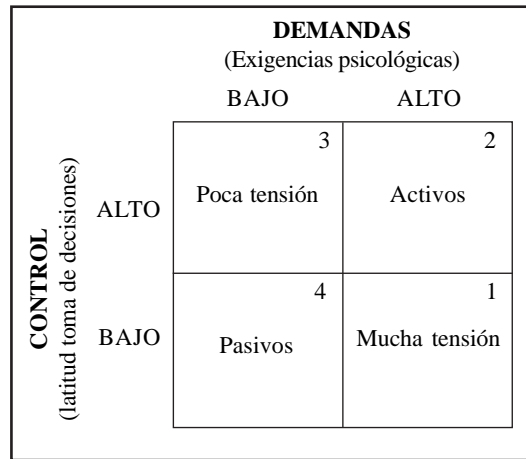 DEMANDAS
(Exigencias psicológicas)
BAJO ALTO
CONTROL
(latitud toma de decisiones)
ALTO
3
Poca tensión
2
Activos
BAJO
4
Pasivos
1
Mucha tensión